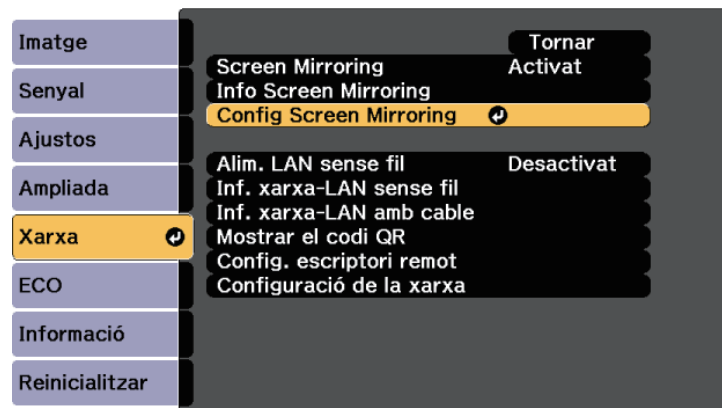 Imatge
Senyal
Ajustos
Ampliada
Xarxa
ECO
Informació
Reinicialitzar
Tornar
Screen Mirroring Activat
Info Screen Mirroring
Config Screen Mirroring
Alim. LAN sense fil Desactivat
Inf. xarxa-LAN sense fil
Inf. xarxa-LAN amb cable
Mostrar el codi QR
Config. escriptori remot
Configuració de la xarxa